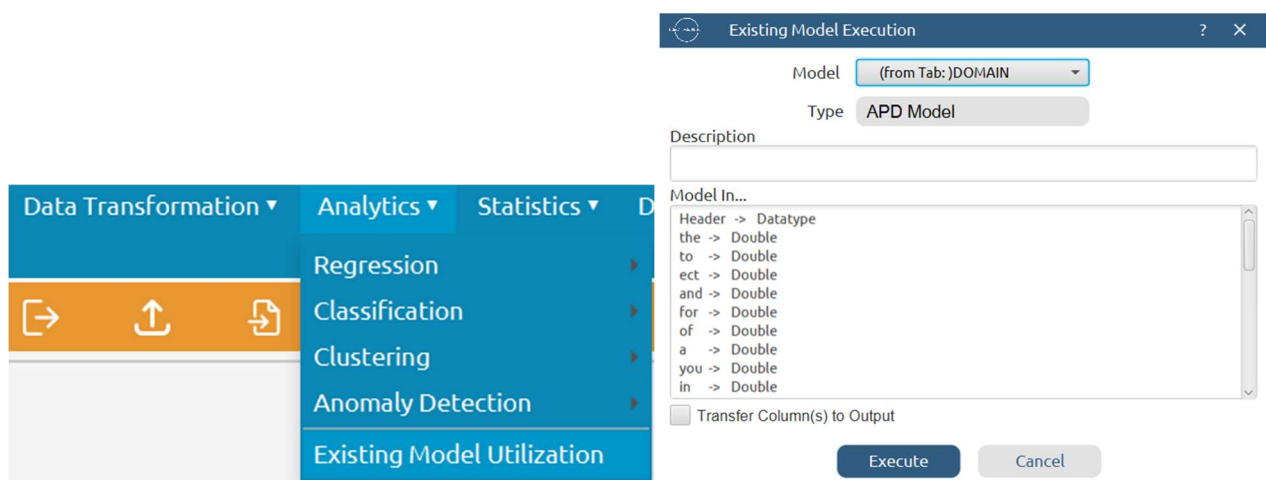 Data Transformation ▾ Analytics ▾ Statistics ▾ D
Regression
Classification
Clustering
Anomaly Detection
Existing Model Utilization
Existing Model Execution ? ×
Model (from Tab: )DOMAIN
Type APD Model
Description
Model In...
Header -> Datatype
the -> Double
to -> Double
ect -> Double
and -> Double
for -> Double
of -> Double
a -> Double
you -> Double
in -> Double
Transfer Column(s) to Output
Execute Cancel